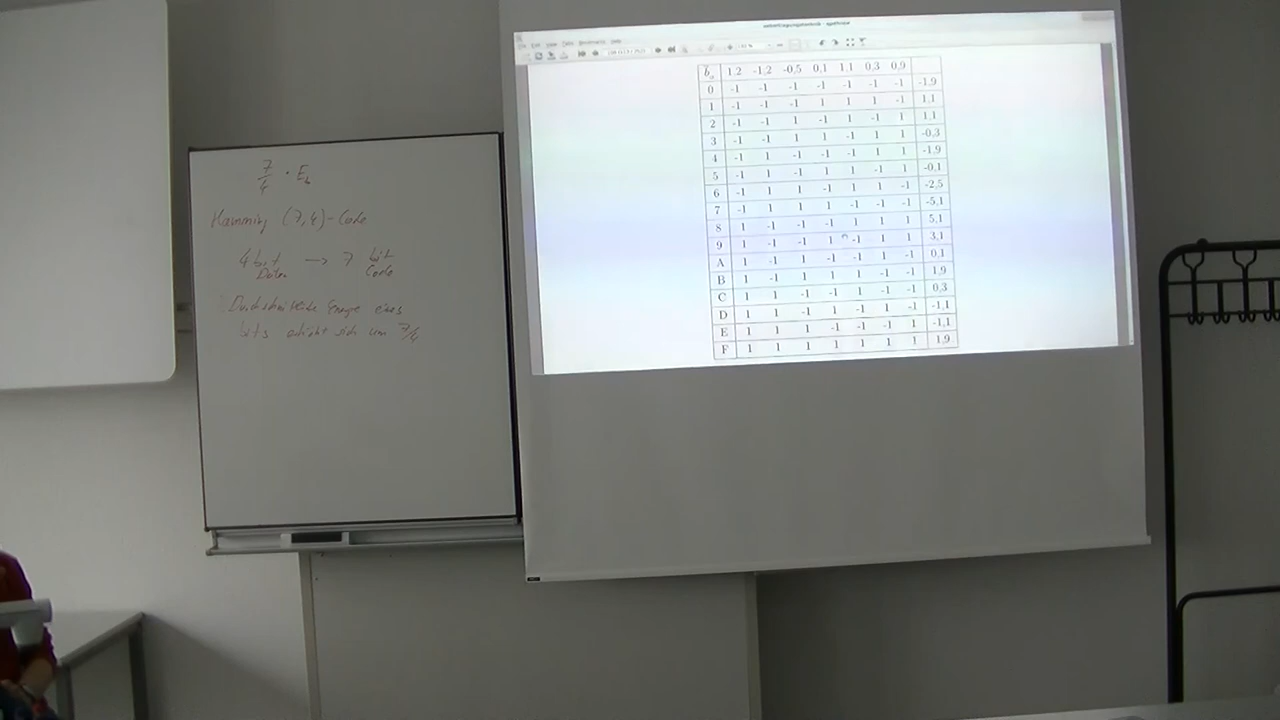 7/4 · E_b
Hamming (7,4)-Code
4 bit → 7 bit
Daten Code
Durchschnittliche Energie eines
bits erhöht sich um 7/4
b̃ᵤ 1,2 -1,2 -0,5 0,1 1,1 0,3 0,9
0 -1 -1 -1 -1 -1 -1 -1 -1,9
1 -1 -1 -1 1 1 1 -1 1,1
2 -1 -1 1 -1 1 -1 1 1,1
3 -1 -1 1 1 -1 1 1 -0,3
4 -1 1 -1 -1 -1 1 1 -1,9
5 -1 1 -1 1 1 -1 1 -0,1
6 -1 1 1 -1 1 1 -1 -2,5
7 -1 1 1 1 -1 -1 -1 -5,1
8 1 -1 -1 -1 1 1 1 5,1
9 1 -1 -1 1 -1 1 1 3,1
A 1 -1 1 -1 -1 1 -1 0,1
B 1 -1 1 1 1 -1 -1 1,9
C 1 1 -1 -1 1 -1 -1 0,3
D 1 1 -1 1 -1 1 -1 -1,1
E 1 1 1 -1 -1 -1 1 -1,1
F 1 1 1 1 1 1 1 1,9